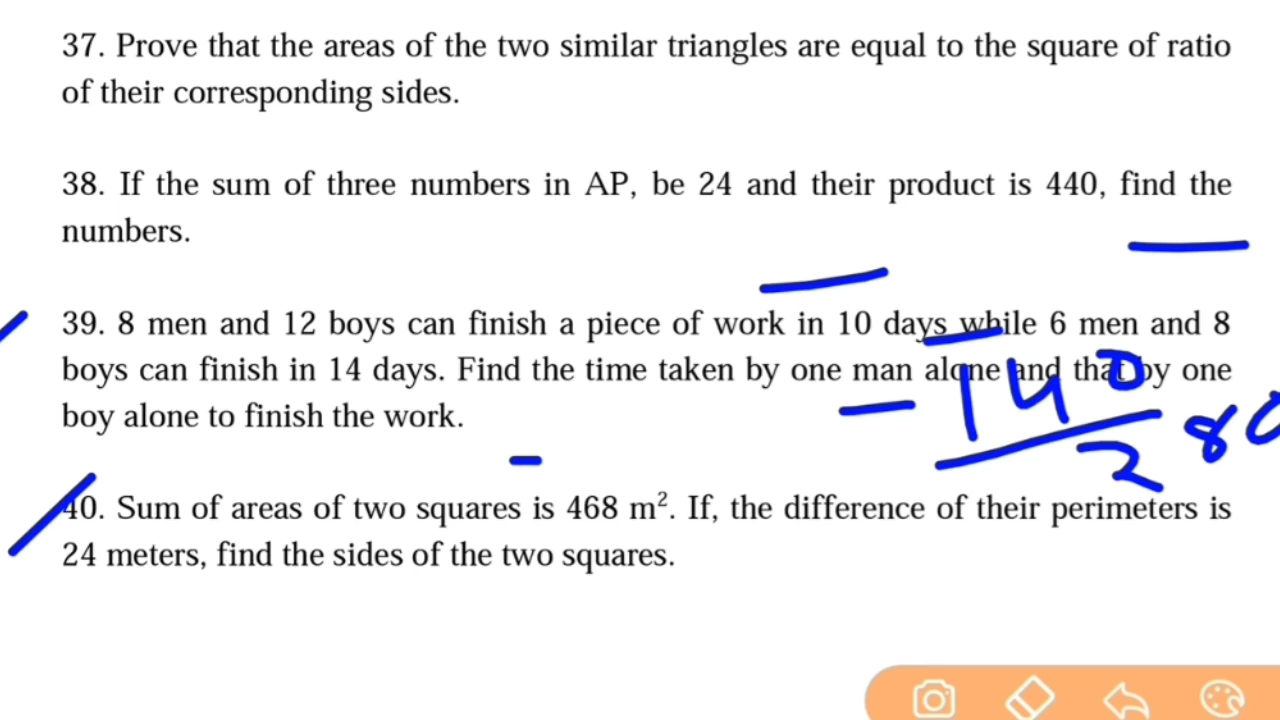 37. Prove that the areas of the two similar triangles are equal to the square of ratio
of their corresponding sides.
38. If the sum of three numbers in AP, be 24 and their product is 440, find the
numbers.
39. 8 men and 12 boys can finish a piece of work in 10 days while 6 men and 8
boys can finish in 14 days. Find the time taken by one man alone and that by one
boy alone to finish the work.
140
2 80
40. Sum of areas of two squares is 468 m². If, the difference of their perimeters is
24 meters, find the sides of the two squares.